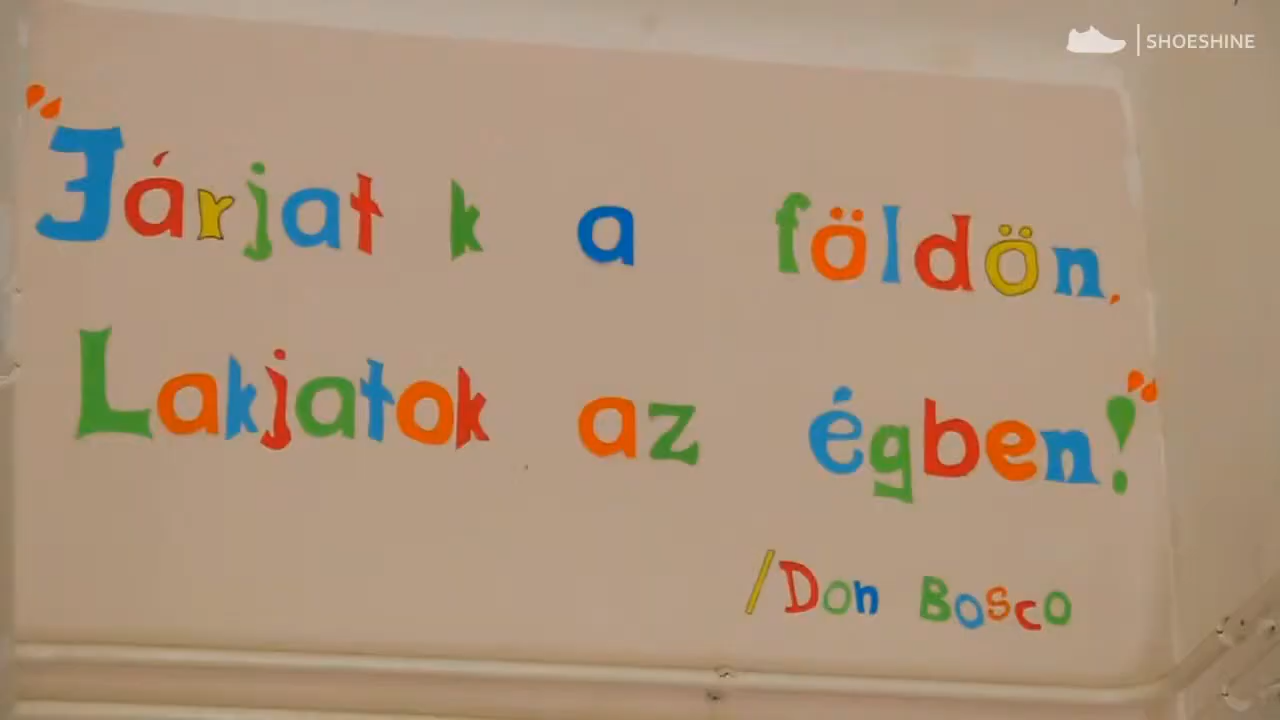 SHOESHINE
"Járjat k a földön,
Lakjatok az égben!"
/Don Bosco